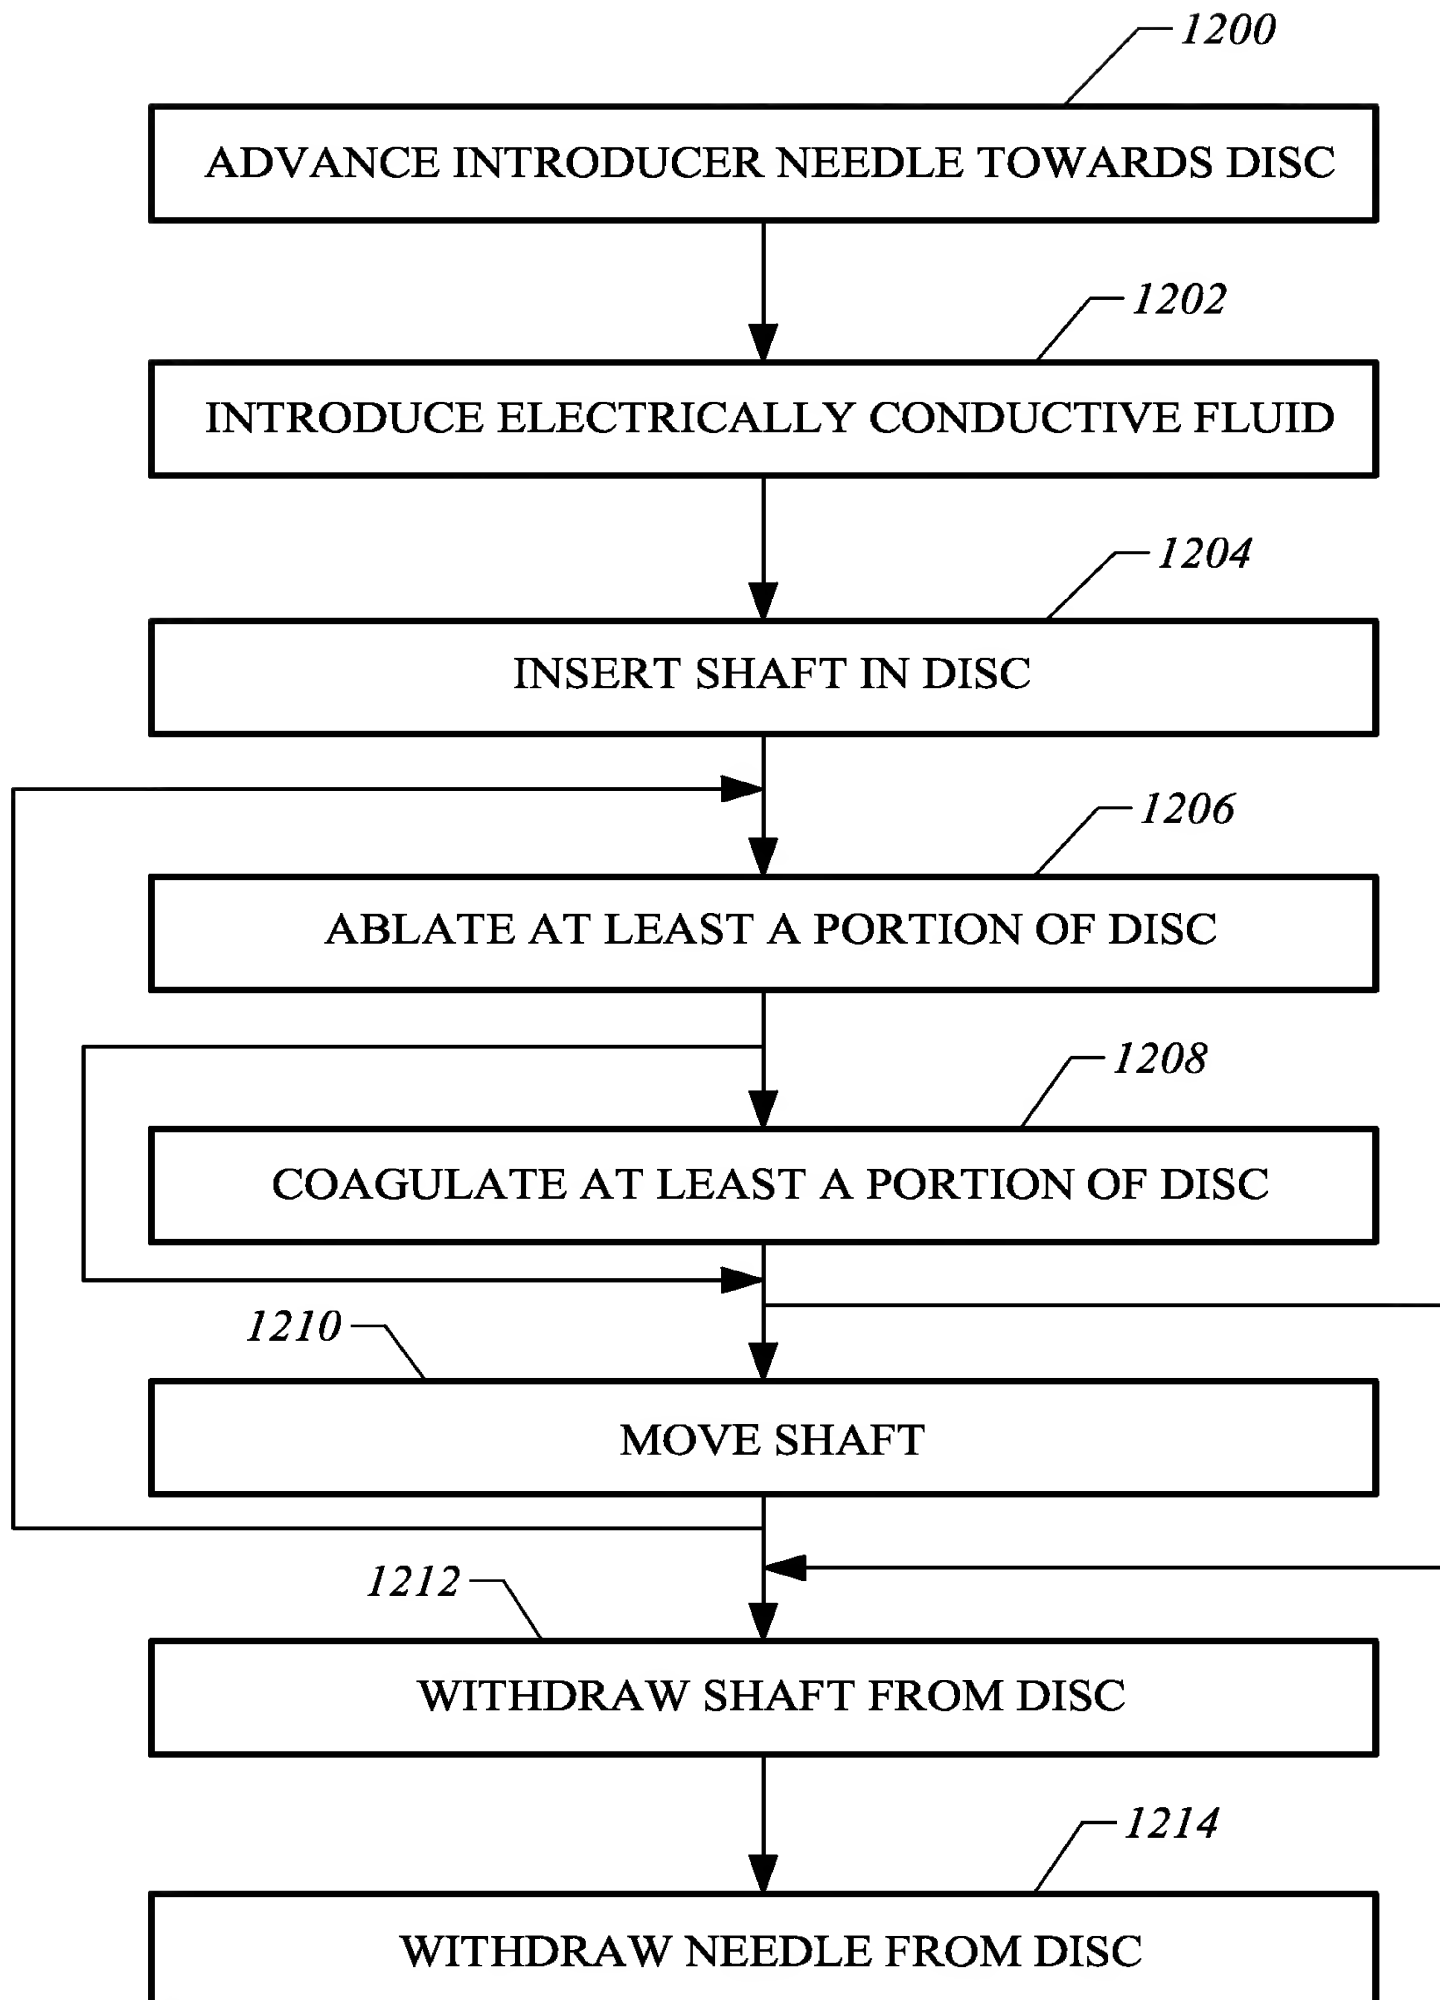 1200
ADVANCE INTRODUCER NEEDLE TOWARDS DISC
1202
INTRODUCE ELECTRICALLY CONDUCTIVE FLUID
1204
INSERT SHAFT IN DISC
1206
ABLATE AT LEAST A PORTION OF DISC
1208
COAGULATE AT LEAST A PORTION OF DISC
1210
MOVE SHAFT
1212
WITHDRAW SHAFT FROM DISC
1214
WITHDRAW NEEDLE FROM DISC